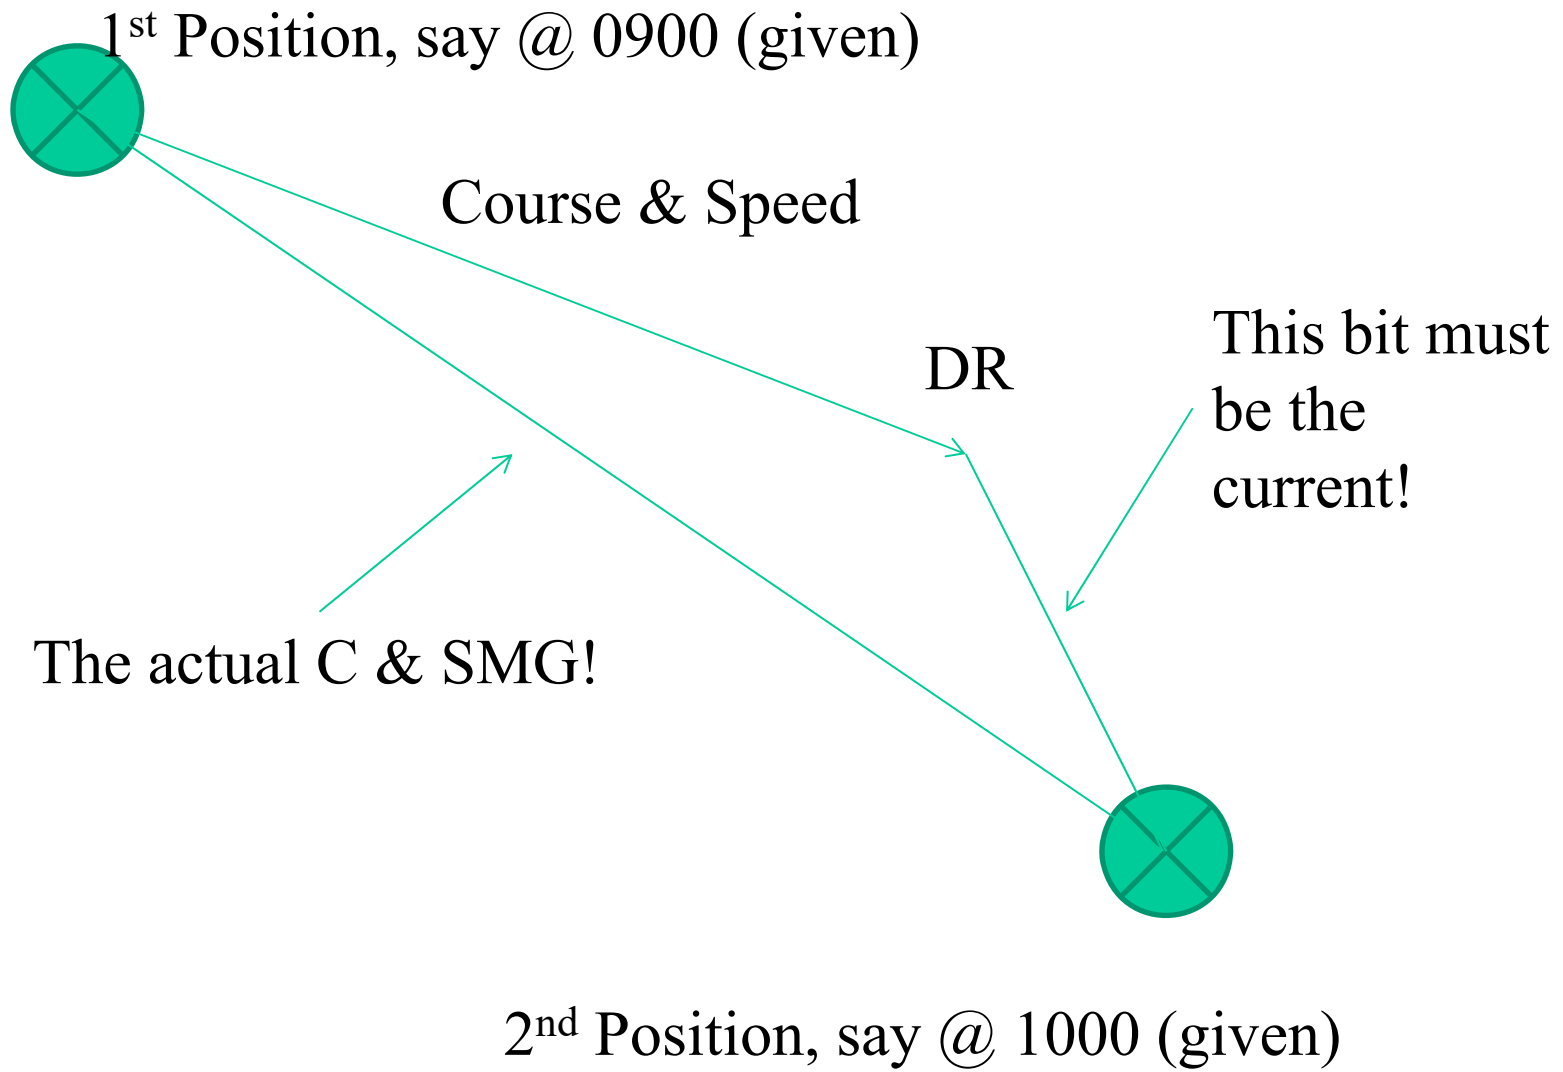 1st Position, say @ 0900 (given)
Course & Speed
DR
This bit must
be the
current!
The actual C & SMG!
2nd Position, say @ 1000 (given)